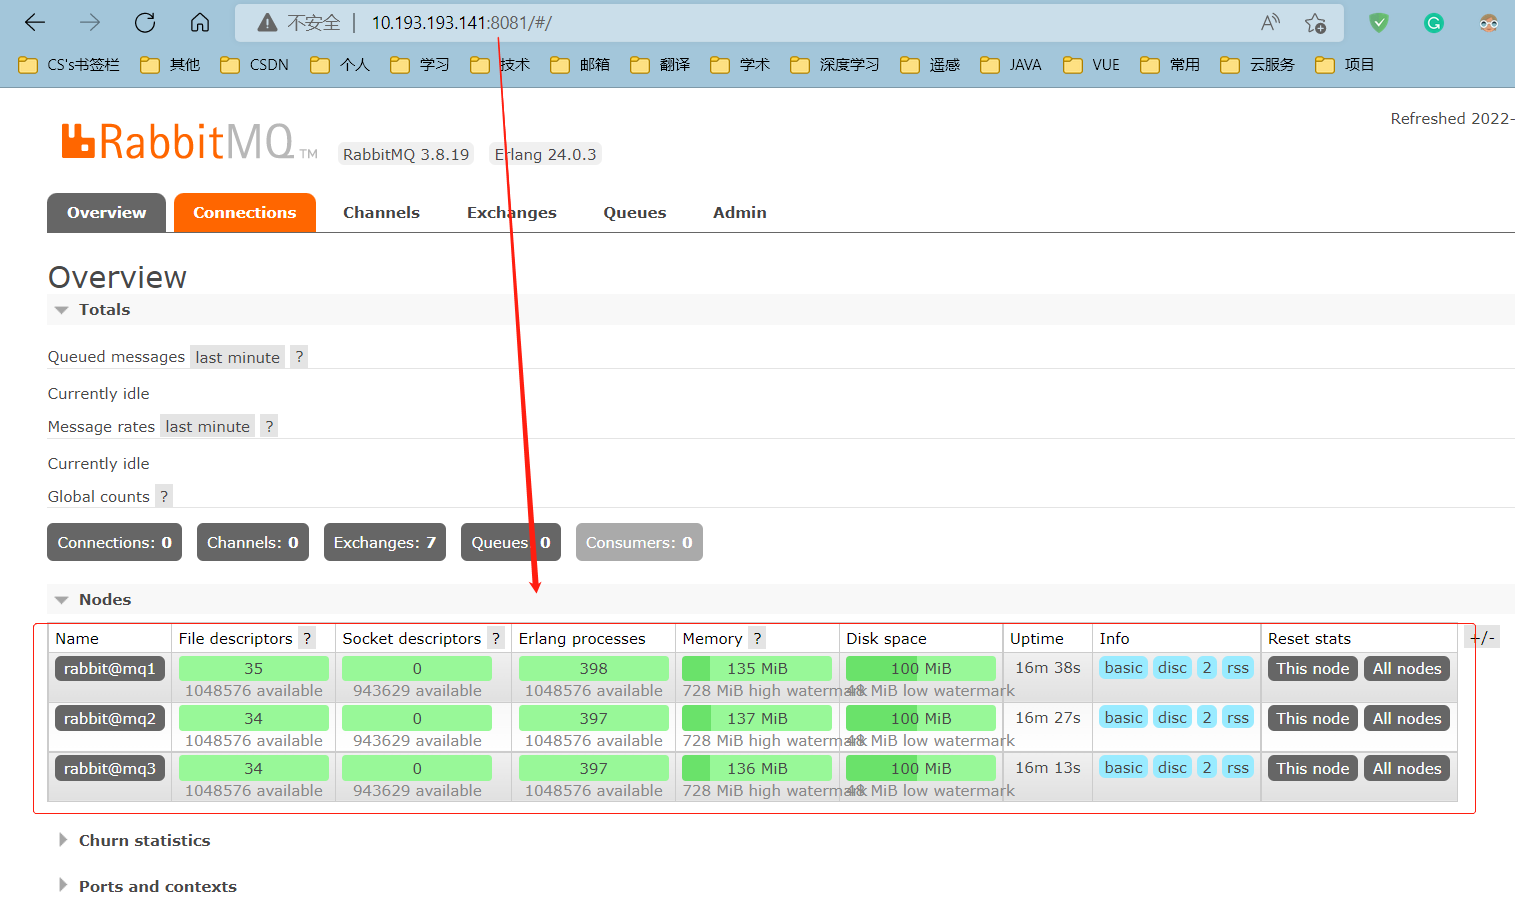 不安全 10.193.193.141:8081/#/
CS's书签栏 其他 CSDN 个人 学习 技术 邮箱 翻译 学术 深度学习 遥感 JAVA VUE 常用 云服务 项目
Refreshed 2022-
RabbitMQ TM RabbitMQ 3.8.19 Erlang 24.0.3
Overview Connections Channels Exchanges Queues Admin
Overview
Totals
Queued messages last minute ?
Currently idle
Message rates last minute ?
Currently idle
Global counts ?
Connections: 0 Channels: 0 Exchanges: 7 Queues: 0 Consumers: 0
Nodes
Name File descriptors ? Socket descriptors ? Erlang processes Memory ? Disk space Uptime Info Reset stats +/-
rabbit@mq1 35 0 398 135 MiB 100 MiB 16m 38s basic disc 2 rss This node All nodes
1048576 available 943629 available 1048576 available 728 MiB high watermark 48 MiB low watermark
rabbit@mq2 34 0 397 137 MiB 100 MiB 16m 27s basic disc 2 rss This node All nodes
1048576 available 943629 available 1048576 available 728 MiB high watermark 48 MiB low watermark
rabbit@mq3 34 0 397 136 MiB 100 MiB 16m 13s basic disc 2 rss This node All nodes
1048576 available 943629 available 1048576 available 728 MiB high watermark 48 MiB low watermark
Churn statistics
Ports and contexts